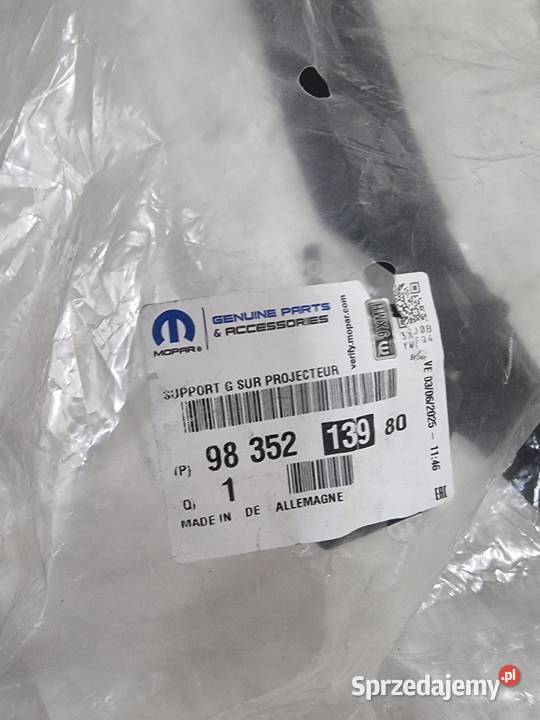 MOPAR®
GENUINE PARTS
& ACCESSORIES
verify.mopar.com
SUPPORT G SUR PROJECTEUR
(P) 98 352 139 80
Q) 1
MADE IN DE ALLEMAGNE
VE 03/06/2025 - 11:46
EAC
Sprzedajemy.pl